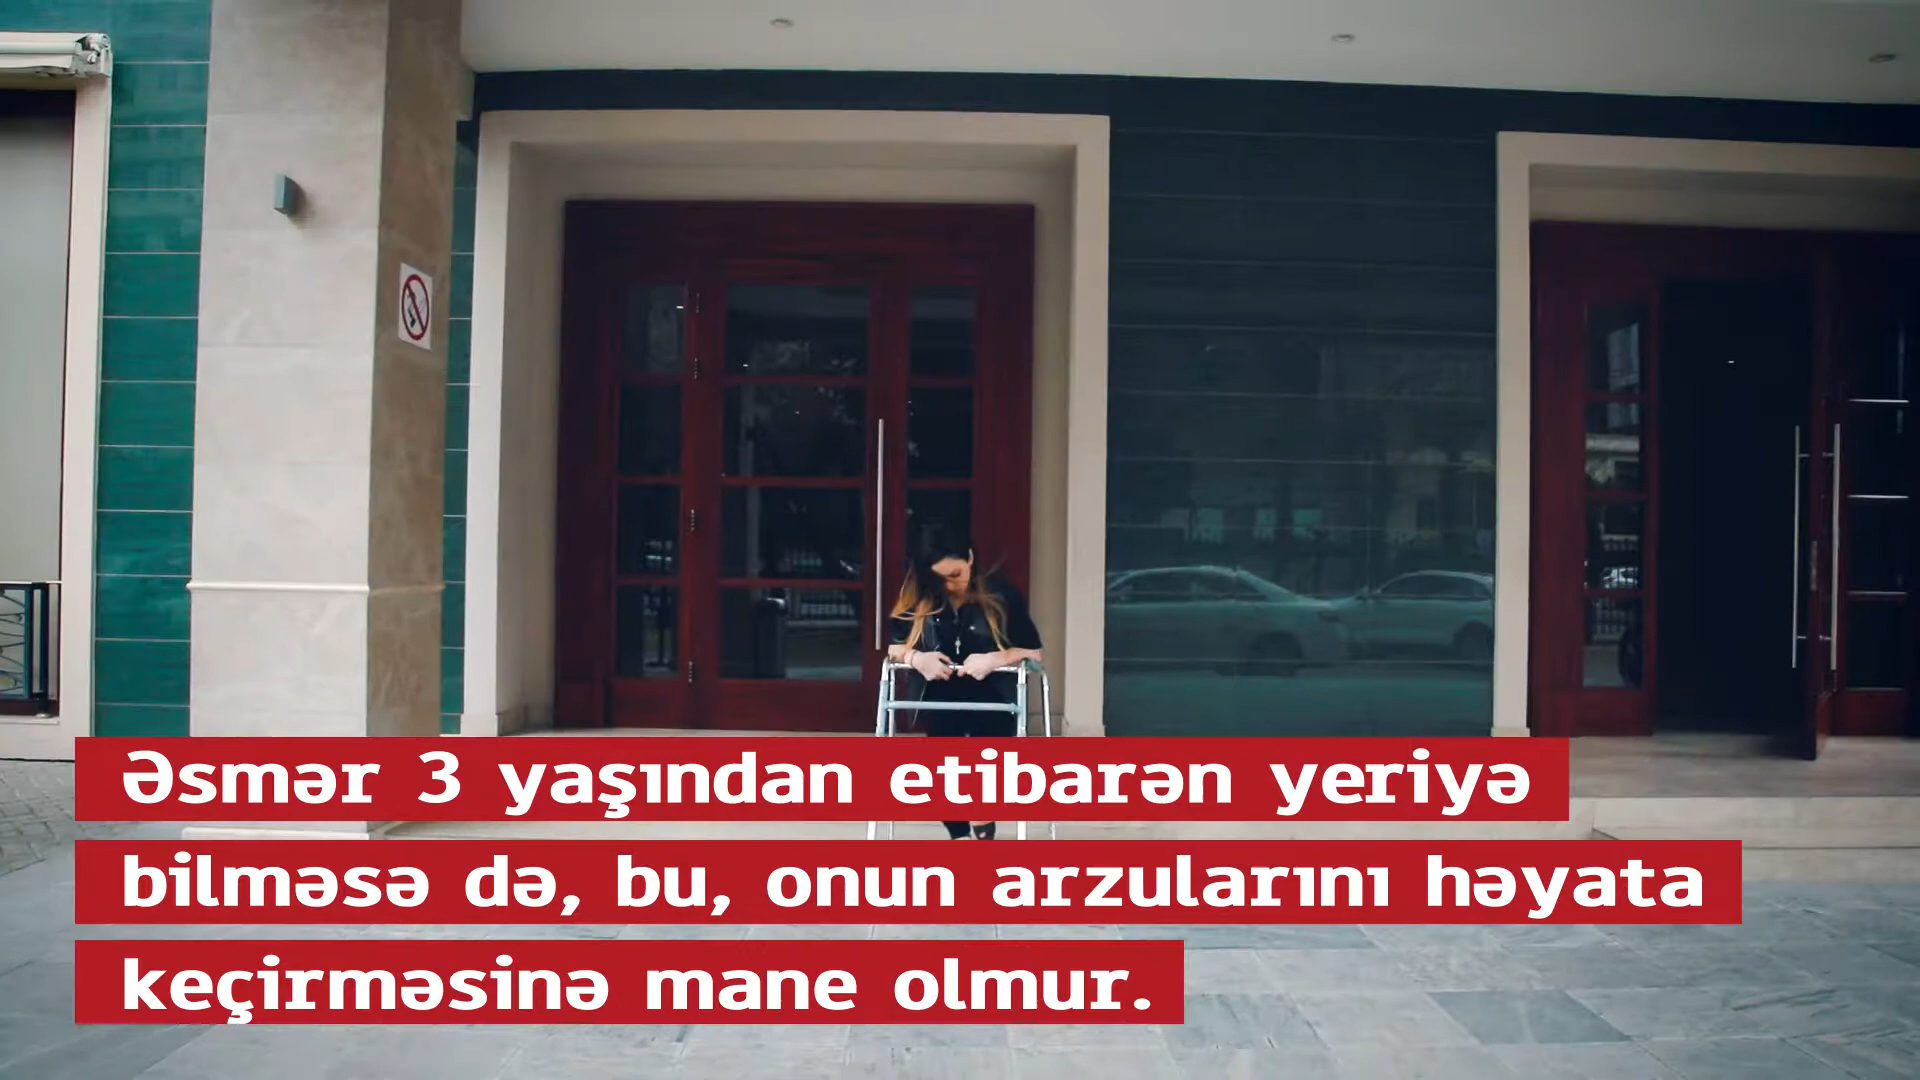 Əsmər 3 yaşından etibarən yeriyə
bilməsə də, bu, onun arzularını həyata
keçirməsinə mane olmur.